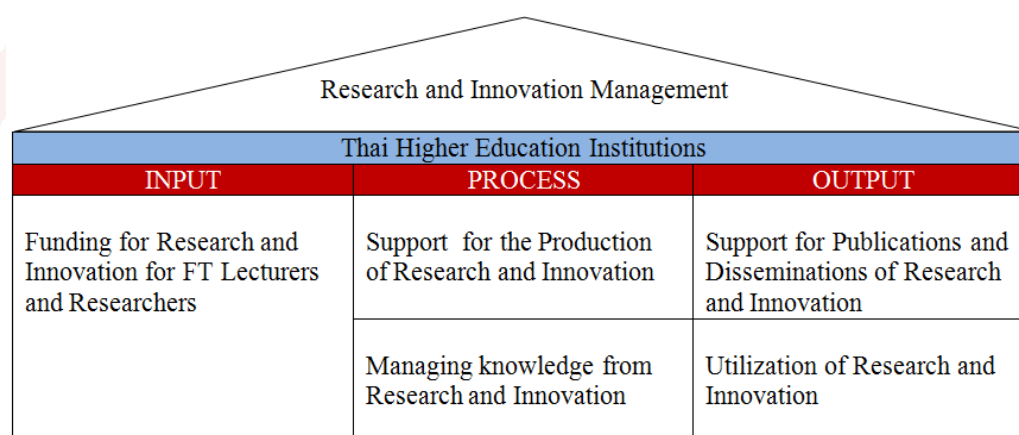 Research and Innovation Management
Thai Higher Education Institutions
INPUT
PROCESS
OUTPUT
Funding for Research and
Innovation for FT Lecturers
and Researchers
Support for the Production
of Research and Innovation
Support for Publications and
Disseminations of Research
and Innovation
Managing knowledge from
Research and Innovation
Utilization of Research and
Innovation